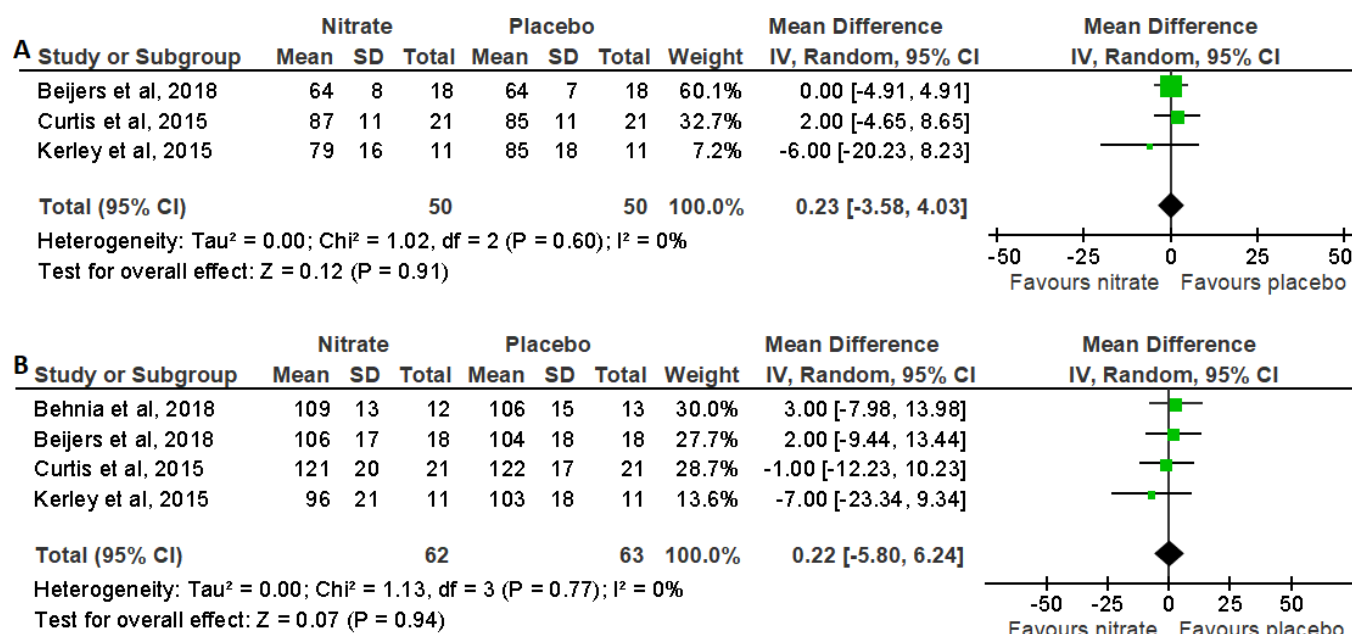 Nitrate Placebo Mean Difference Mean Difference
A Study or Subgroup Mean SD Total Mean SD Total Weight IV, Random, 95% CI IV, Random, 95% CI
Beijers et al, 2018 64 8 18 64 7 18 60.1% 0.00 [-4.91, 4.91]
Curtis et al, 2015 87 11 21 85 11 21 32.7% 2.00 [-4.65, 8.65]
Kerley et al, 2015 79 16 11 85 18 11 7.2% -6.00 [-20.23, 8.23]
Total (95% CI) 50 50 100.0% 0.23 [-3.58, 4.03]
Heterogeneity: Tau² = 0.00; Chi² = 1.02, df = 2 (P = 0.60); I² = 0%
Test for overall effect: Z = 0.12 (P = 0.91)
-50 -25 0 25 50
Favours nitrate Favours placebo
Nitrate Placebo Mean Difference Mean Difference
B Study or Subgroup Mean SD Total Mean SD Total Weight IV, Random, 95% CI IV, Random, 95% CI
Behnia et al, 2018 109 13 12 106 15 13 30.0% 3.00 [-7.98, 13.98]
Beijers et al, 2018 106 17 18 104 18 18 27.7% 2.00 [-9.44, 13.44]
Curtis et al, 2015 121 20 21 122 17 21 28.7% -1.00 [-12.23, 10.23]
Kerley et al, 2015 96 21 11 103 18 11 13.6% -7.00 [-23.34, 9.34]
Total (95% CI) 62 63 100.0% 0.22 [-5.80, 6.24]
Heterogeneity: Tau² = 0.00; Chi² = 1.13, df = 3 (P = 0.77); I² = 0%
Test for overall effect: Z = 0.07 (P = 0.94)
-50 -25 0 25 50
Favours nitrate Favours placebo